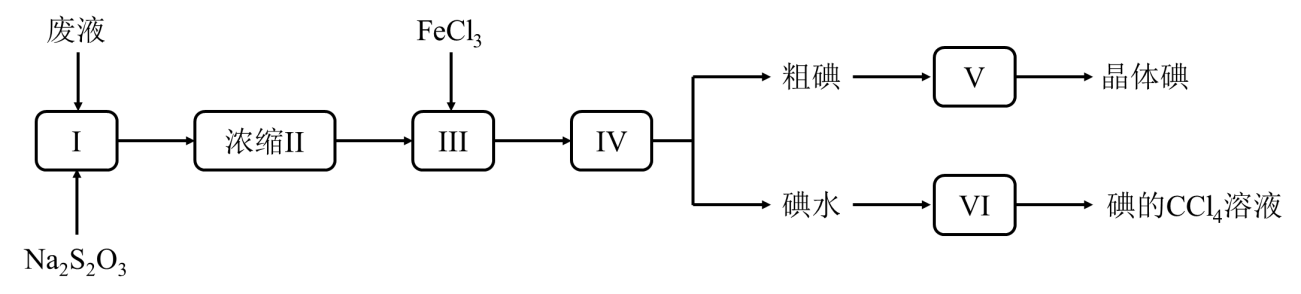 废液
FeCl₃
粗碘
V
晶体碘
I
浓缩II
III
IV
碘水
VI
碘的CCl₄溶液
Na₂S₂O₃